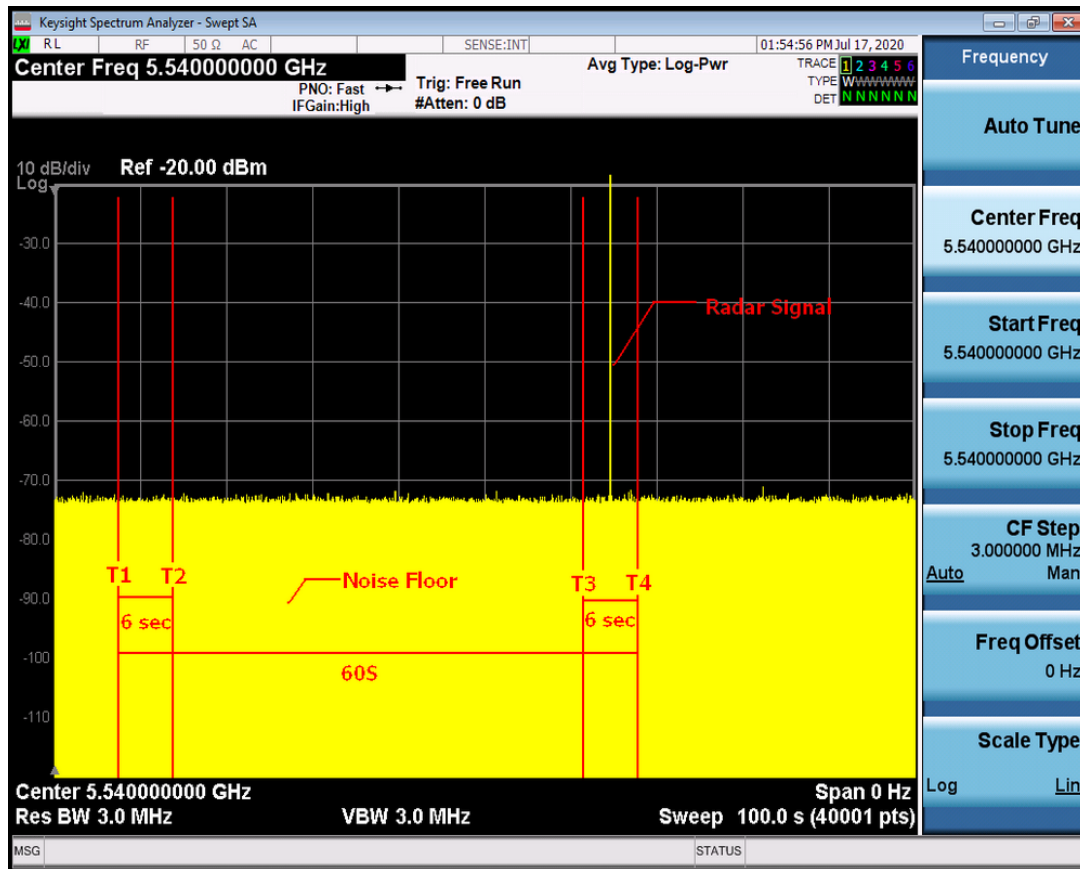 Keysight Spectrum Analyzer - Swept SA
LXI RL RF 50 Ω AC SENSE:INT 01:54:56 PM Jul 17, 2020
Center Freq 5.540000000 GHz
PNO: Fast
IFGain:High
Trig: Free Run
#Atten: 0 dB
Avg Type: Log-Pwr
TRACE 1 2 3 4 5 6
TYPE WWWWWWW
DET N N N N N N
10 dB/div Ref -20.00 dBm
Log
-30.0
-40.0
-50.0
-60.0
-70.0
-80.0
-90.0
-100
-110
Radar Signal
T1 T2 Noise Floor T3 T4
6 sec 6 sec
60S
Center 5.540000000 GHz Span 0 Hz
Res BW 3.0 MHz VBW 3.0 MHz Sweep 100.0 s (40001 pts)
MSG STATUS
Frequency
Auto Tune
Center Freq
5.540000000 GHz
Start Freq
5.540000000 GHz
Stop Freq
5.540000000 GHz
CF Step
3.000000 MHz
Auto Man
Freq Offset
0 Hz
Scale Type
Log Lin